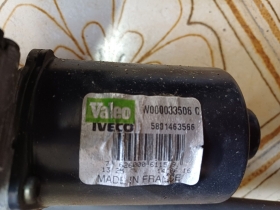 Valeo
W000033506 C
IVECO
5801463566
MADE IN FRANCE